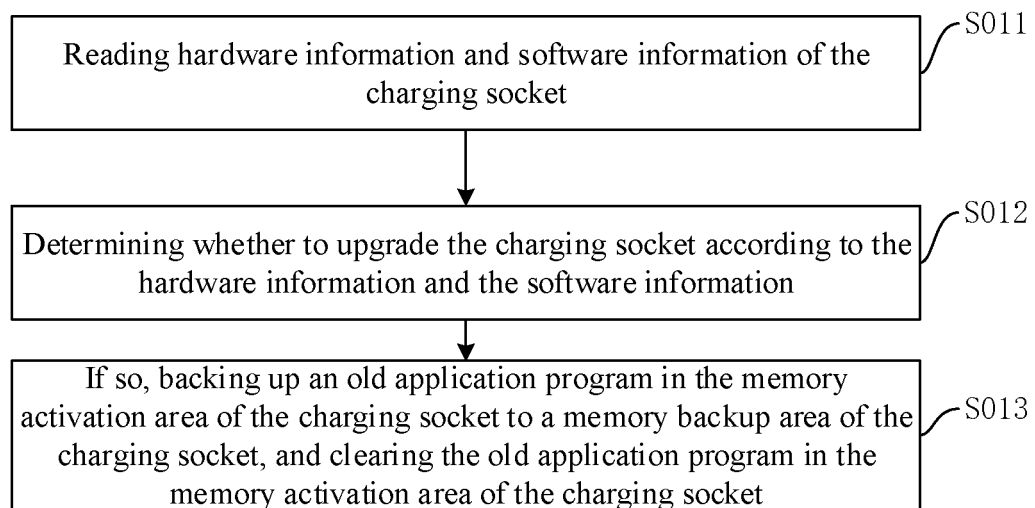 S011
Reading hardware information and software information of the
charging socket
S012
Determining whether to upgrade the charging socket according to the
hardware information and the software information
If so, backing up an old application program in the memory
activation area of the charging socket to a memory backup area of the
S013
charging socket, and clearing the old application program in the
memory activation area of the charging socket